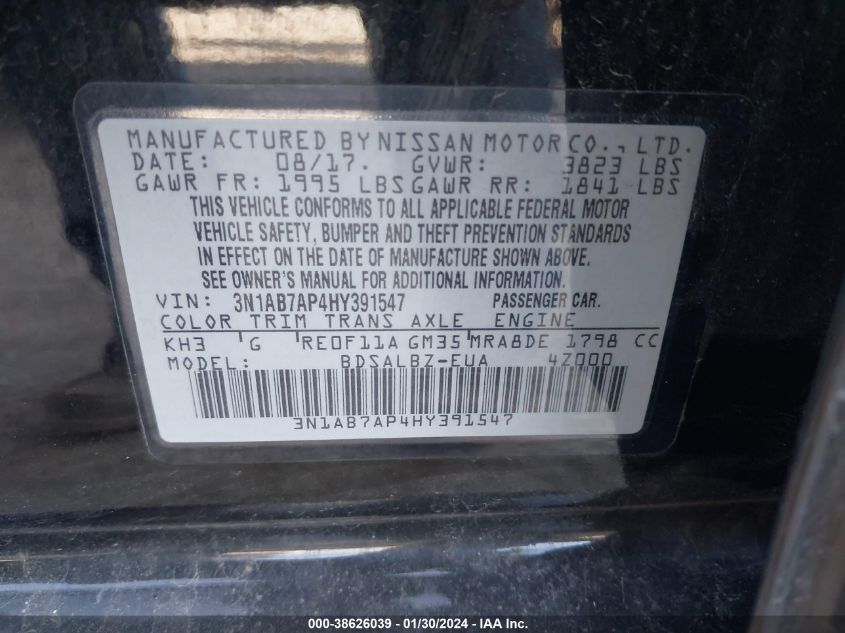 MANUFACTURED BY NISSAN MOTOR CO., LTD.
DATE: 08/17. GVWR: 3823 LBS
GAWR FR: 1995 LBS GAWR RR: 1841 LBS
THIS VEHICLE CONFORMS TO ALL APPLICABLE FEDERAL MOTOR
VEHICLE SAFETY, BUMPER AND THEFT PREVENTION STANDARDS
IN EFFECT ON THE DATE OF MANUFACTURE SHOWN ABOVE.
SEE OWNER'S MANUAL FOR ADDITIONAL INFORMATION.
VIN: 3N1AB7AP4HY391547 PASSENGER CAR.
COLOR TRIM TRANS AXLE ENGINE
KH3 G RE0F11A GM35 MRA8DE 1798 CC
MODEL: BDSALBZ-EUA 4Z000
3N1AB7AP4HY391547
000-38626039 - 01/30/2024 - IAA Inc.